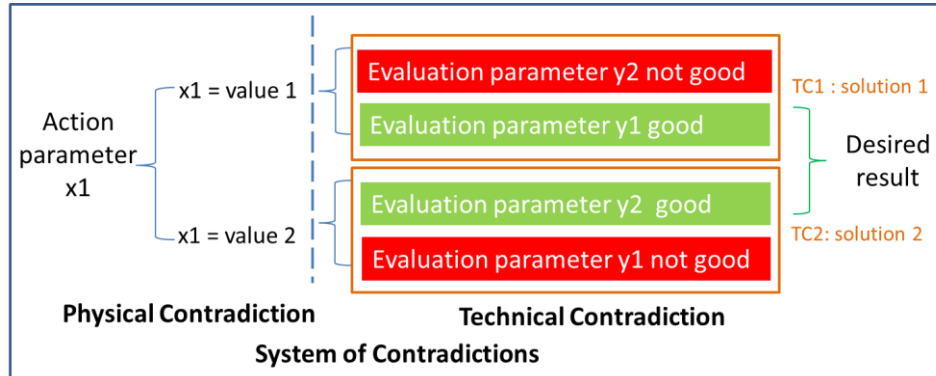 Action
parameter
x1
x1 = value 1
x1 = value 2
Evaluation parameter y2 not good
Evaluation parameter y1 good
Evaluation parameter y2 good
Evaluation parameter y1 not good
TC1 : solution 1
Desired
result
TC2: solution 2
Physical Contradiction
Technical Contradiction
System of Contradictions